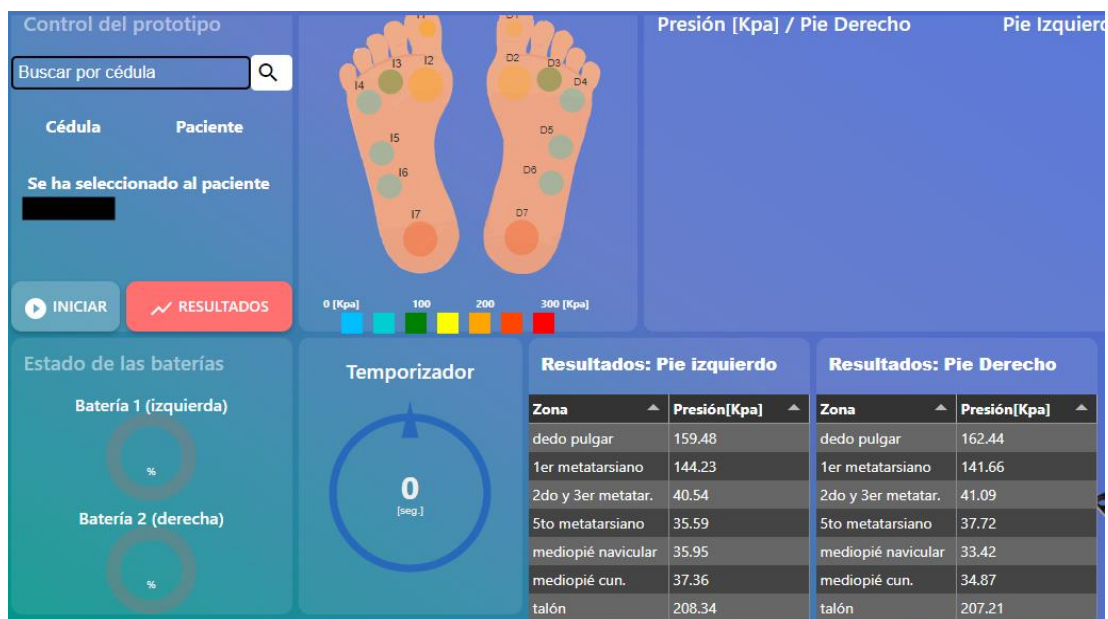 Control del prototipo
Buscar por cédula
Cédula Paciente
Se ha seleccionado al paciente
INICIAR RESULTADOS
I3 I2
I4
I5
I6
I7
D2 D3
D4
D5
D6
D7
0 [Kpa] 100 200 300 [Kpa]
Presión [Kpa] / Pie Derecho Pie Izquierd
Estado de las baterías
Batería 1 (izquierda)
%
Batería 2 (derecha)
%
Temporizador
0
[seg.]
Resultados: Pie izquierdo
Zona Presión[Kpa]
dedo pulgar 159.48
1er metatarsiano 144.23
2do y 3er metatar. 40.54
5to metatarsiano 35.59
mediopié navicular 35.95
mediopié cun. 37.36
talón 208.34
Resultados: Pie Derecho
Zona Presión[Kpa]
dedo pulgar 162.44
1er metatarsiano 141.66
2do y 3er metatar. 41.09
5to metatarsiano 37.72
mediopié navicular 33.42
mediopié cun. 34.87
talón 207.21